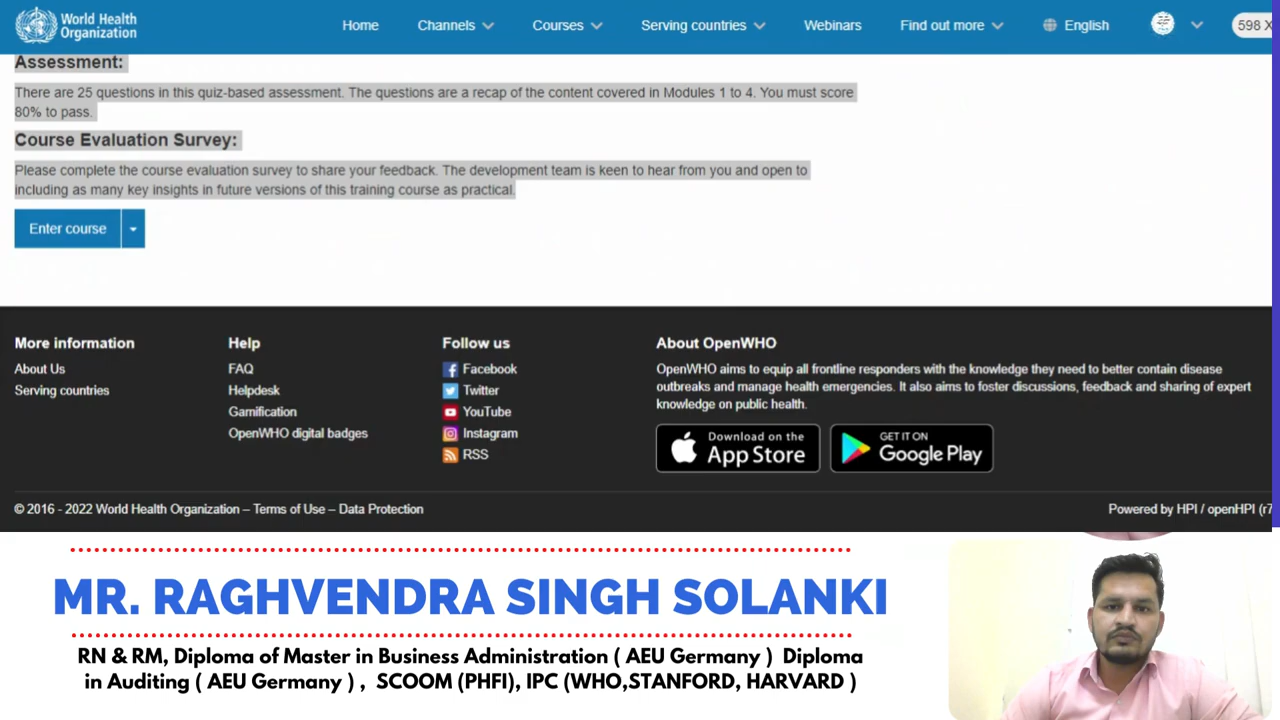 World Health
Organization
Home Channels Courses Serving countries Webinars Find out more English 598 X
Assessment:
There are 25 questions in this quiz-based assessment. The questions are a recap of the content covered in Modules 1 to 4. You must score
80% to pass.
Course Evaluation Survey:
Please complete the course evaluation survey to share your feedback. The development team is keen to hear from you and open to
including as many key insights in future versions of this training course as practical.
Enter course
More information
About Us
Serving countries
Help
FAQ
Helpdesk
Gamification
OpenWHO digital badges
Follow us
Facebook
Twitter
YouTube
Instagram
RSS
About OpenWHO
OpenWHO aims to equip all frontline responders with the knowledge they need to better contain disease
outbreaks and manage health emergencies. It also aims to foster discussions, feedback and sharing of expert
knowledge on public health.
Download on the
App Store
GET IT ON
Google Play
© 2016 - 2022 World Health Organization – Terms of Use – Data Protection
Powered by HPI / openHPI (r7
MR. RAGHVENDRA SINGH SOLANKI
RN & RM, Diploma of Master in Business Administration ( AEU Germany ) Diploma
in Auditing ( AEU Germany ) , SCOOM (PHFI), IPC (WHO,STANFORD, HARVARD )